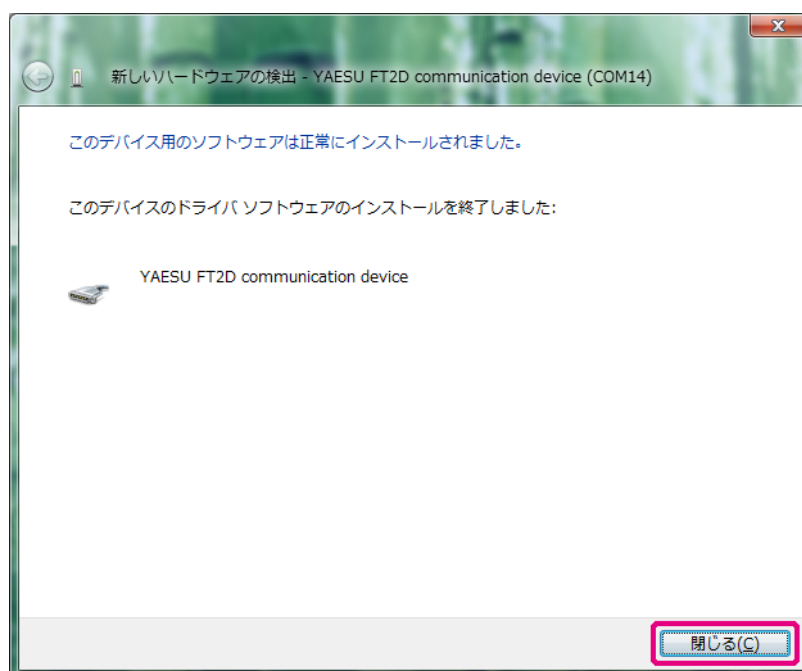 新しいハードウェアの検出 - YAESU FT2D communication device (COM14)
このデバイス用のソフトウェアは正常にインストールされました。
このデバイスのドライバ ソフトウェアのインストールを終了しました:
YAESU FT2D communication device
閉じる(C)